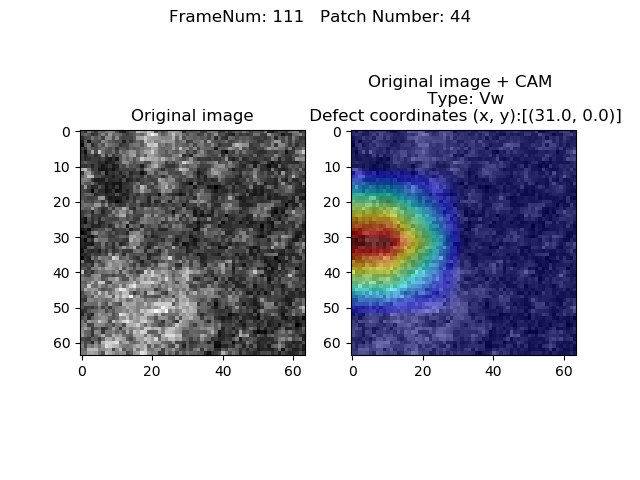 FrameNum: 111   Patch Number: 44
Original image + CAM
Type: Vw
Original image
Defect coordinates (x, y):[(31.0, 0.0)]
0
10
20
30
40
50
60
0 20 40 60
0
10
20
30
40
50
60
0 20 40 60